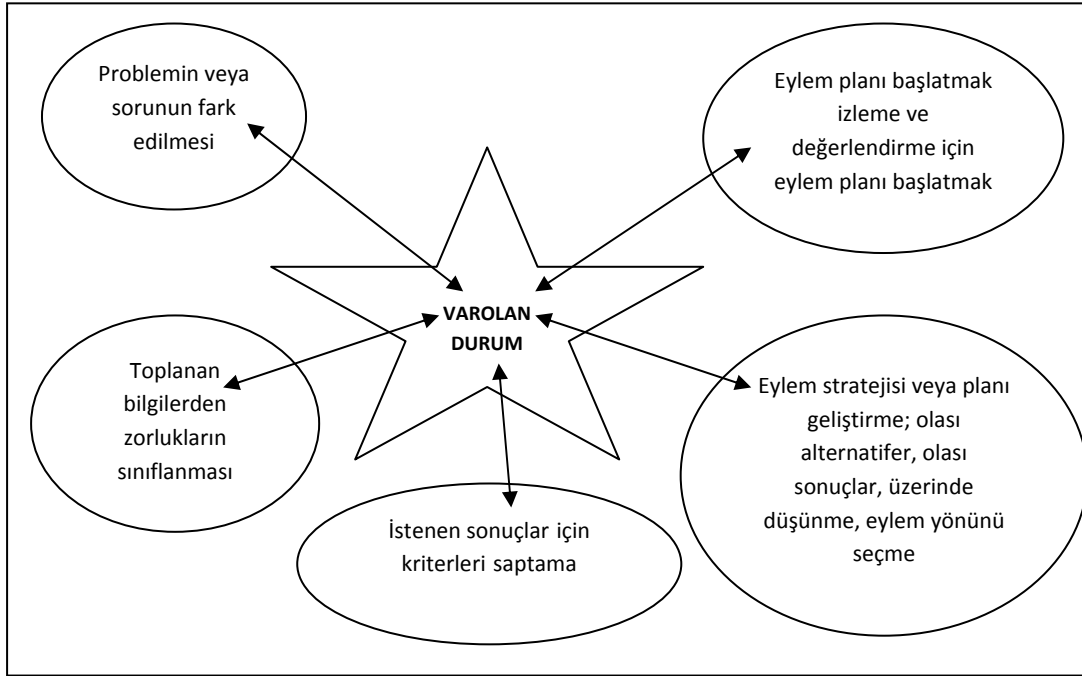 Problemin veya
sorunun fark
edilmesi
Eylem planı başlatmak
izleme ve
değerlendirme için
eylem planı başlatmak
VAROLAN
DURUM
Toplanan
bilgilerden
zorlukların
sınıflanması
Eylem stratejisi veya planı
geliştirme; olası
alternatifer, olası
sonuçlar, üzerinde
düşünme, eylem yönünü
seçme
İstenen sonuçlar için
kriterleri saptama